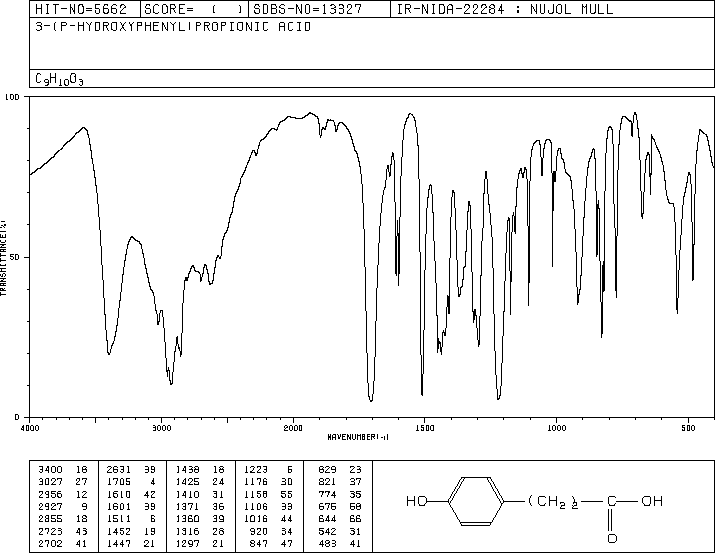 HIT-NO=5662 SCORE= ( ) SDBS-NO=13327 IR-NIDA-22284 : NUJOL MULL
3-(P-HYDROXYPHENYL)PROPIONIC ACID
C9H10O3
100
TRANSMITTANCE(%)
50
0
4000 3000 2000 1500 1000 500
WAVENUMBER(-1)
3400 18 2631 39 1438 18 1223 5 829 23
3027 27 1705 4 1425 24 1176 30 821 37
2956 12 1610 42 1410 31 1158 55 774 35
2927 9 1601 39 1371 36 1106 33 675 58
2855 18 1511 6 1360 39 1016 44 644 66
2723 43 1452 19 1316 28 920 34 542 31
2702 41 1447 21 1297 21 847 47 483 41
HO (CH2)2 C OH
O